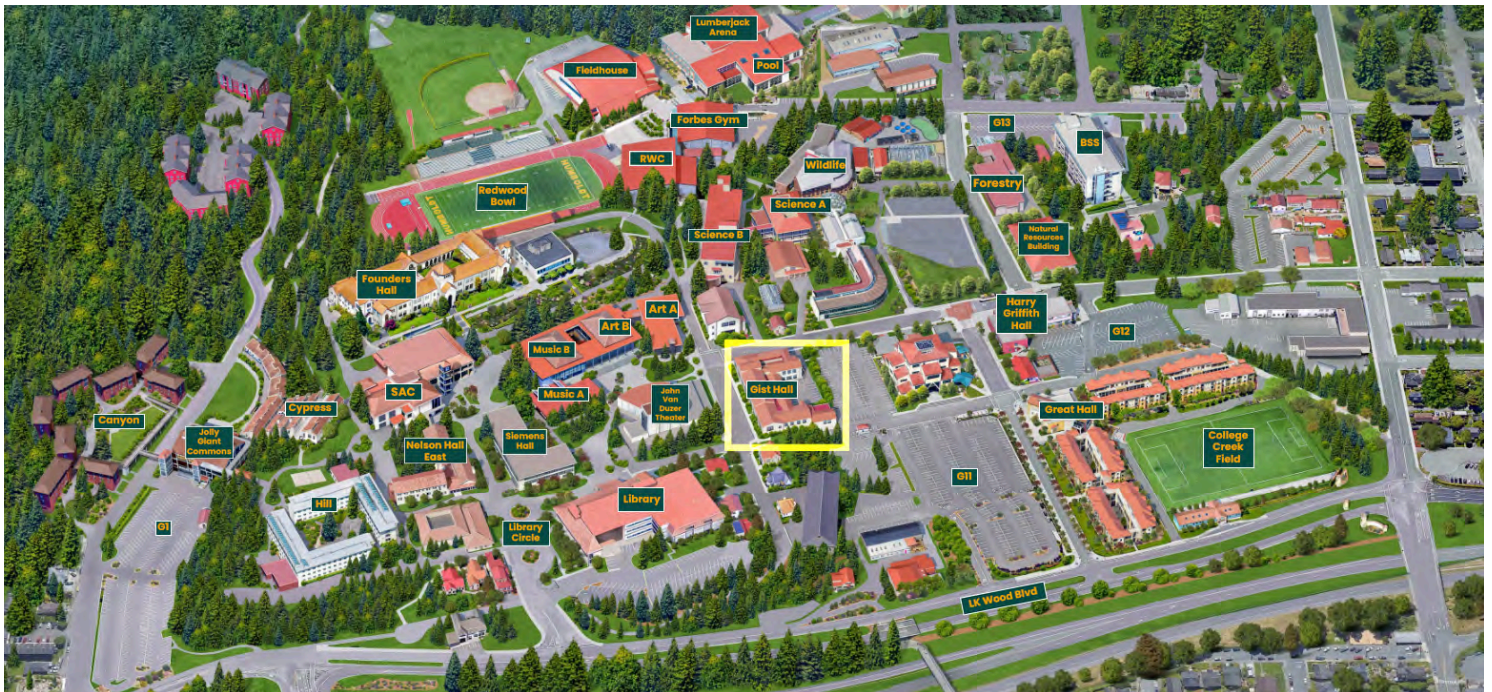 Lumberjack
Arena
Pool
Fieldhouse
Forbes Gym
G13
BSS
RWC
Wildlife
Forestry
HUMBOLDT
Redwood
Bowl
HUMBOLDT
Science A
Science B
Natural
Resources
Building
Founders
Hall
Harry
Griffith
Hall
Art A
Art B
G12
Music B
Gist Hall
SAC
Music A
John
Van
Duzer
Theater
Cypress
Great Hall
Canyon
Jolly
Giant
Commons
Nelson Hall
East
Siemens
Hall
College
Creek
Field
G11
Library
Hill
G1
Library
Circle
LK Wood Blvd